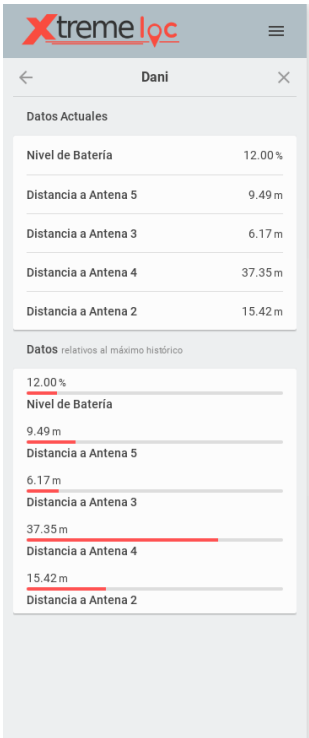 Xtreme loc
Dani
Datos Actuales
Nivel de Batería 12.00 %
Distancia a Antena 5 9.49 m
Distancia a Antena 3 6.17 m
Distancia a Antena 4 37.35 m
Distancia a Antena 2 15.42 m
Datos relativos al máximo histórico
12.00 %
Nivel de Batería
9.49 m
Distancia a Antena 5
6.17 m
Distancia a Antena 3
37.35 m
Distancia a Antena 4
15.42 m
Distancia a Antena 2